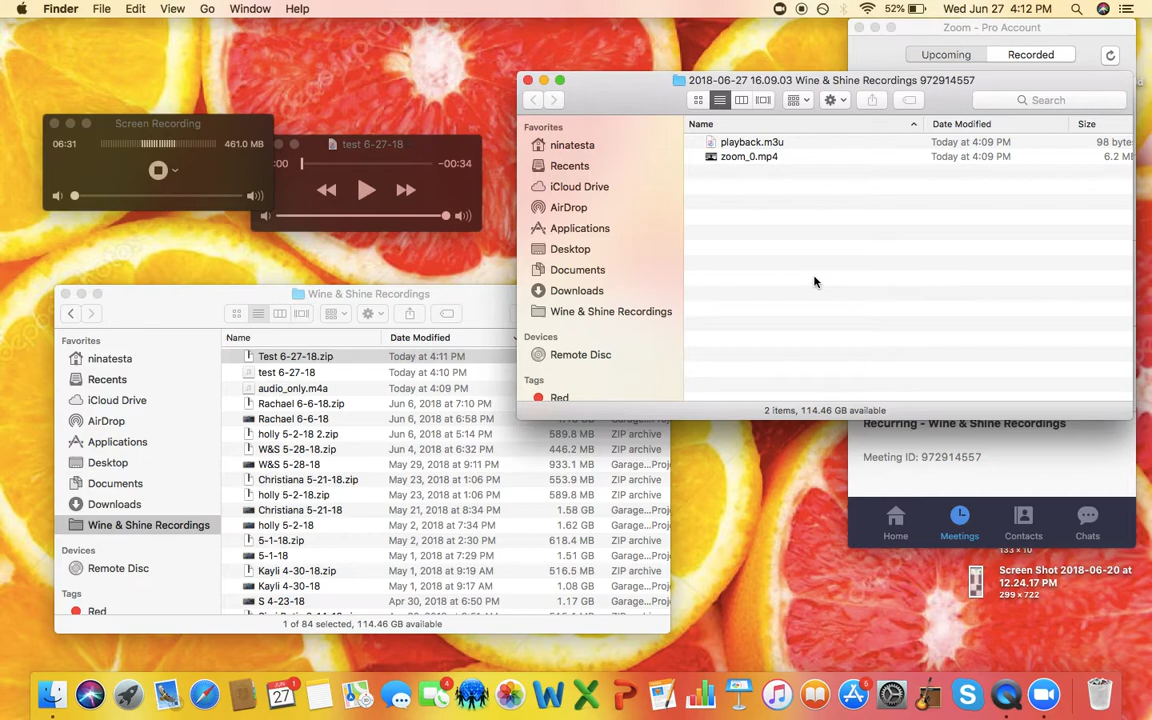 Finder File Edit View Go Window Help 52% Wed Jun 27 4:12 PM
Zoom - Pro Account
Upcoming Recorded
Screen Recording
06:31 461.0 MB
test 6-27-18
:00 -00:34
2018-06-27 16.09.03 Wine & Shine Recordings 972914557
Search
Favorites
ninatesta
Recents
iCloud Drive
AirDrop
Applications
Desktop
Documents
Downloads
Wine & Shine Recordings
Devices
Remote Disc
Tags
Red
Name Date Modified Size
playback.m3u Today at 4:09 PM 98 byte
zoom_0.mp4 Today at 4:09 PM 6.2 M
2 items, 114.46 GB available
Wine & Shine Recordings
Favorites
ninatesta
Recents
iCloud Drive
AirDrop
Applications
Desktop
Documents
Downloads
Wine & Shine Recordings
Devices
Remote Disc
Tags
Red
Name Date Modified
Test 6-27-18.zip Today at 4:11 PM
test 6-27-18 Today at 4:10 PM
audio_only.m4a Today at 4:09 PM
Rachael 6-6-18.zip Jun 6, 2018 at 7:10 PM
Rachael 6-6-18 Jun 6, 2018 at 6:58 PM
holly 5-2-18 2.zip Jun 6, 2018 at 5:14 PM 589.8 MB ZIP archive
W&S 5-28-18.zip Jun 4, 2018 at 6:32 PM 446.2 MB ZIP archive
W&S 5-28-18 May 29, 2018 at 9:11 PM 933.1 MB Garage...Proj
Christiana 5-21-18.zip May 23, 2018 at 1:06 PM 553.9 MB ZIP archive
holly 5-2-18.zip May 23, 2018 at 1:06 PM 589.8 MB ZIP archive
Christiana 5-21-18 May 21, 2018 at 8:34 PM 1.58 GB Garage...Proj
holly 5-2-18 May 2, 2018 at 7:34 PM 1.62 GB Garage...Proj
5-1-18.zip May 2, 2018 at 2:30 PM 618.4 MB ZIP archive
5-1-18 May 1, 2018 at 7:29 PM 1.51 GB Garage...Proj
Kayli 4-30-18.zip May 1, 2018 at 9:19 AM 516.5 MB ZIP archive
Kayli 4-30-18 May 1, 2018 at 9:17 AM 1.08 GB Garage...Proj
S 4-23-18 Apr 30, 2018 at 6:50 PM 1.17 GB Garage...Proj
1 of 84 selected, 114.46 GB available
Recurring - Wine & Shine Recordings
Meeting ID: 972914557
Home Meetings Contacts Chats
133 × 10
Screen Shot 2018-06-20 at
12.24.17 PM
299 × 722
JUN
27
1
4
5